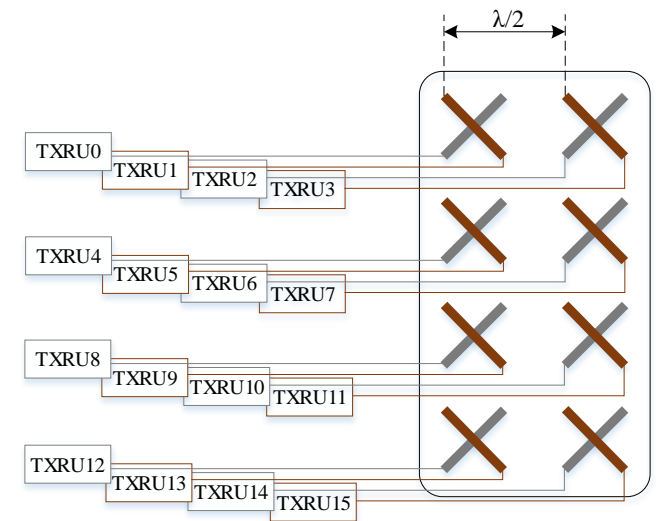 λ/2
TXRU0
TXRU1
TXRU2
TXRU3
TXRU4
TXRU5
TXRU6
TXRU7
TXRU8
TXRU9
TXRU10
TXRU11
TXRU12
TXRU13
TXRU14
TXRU15